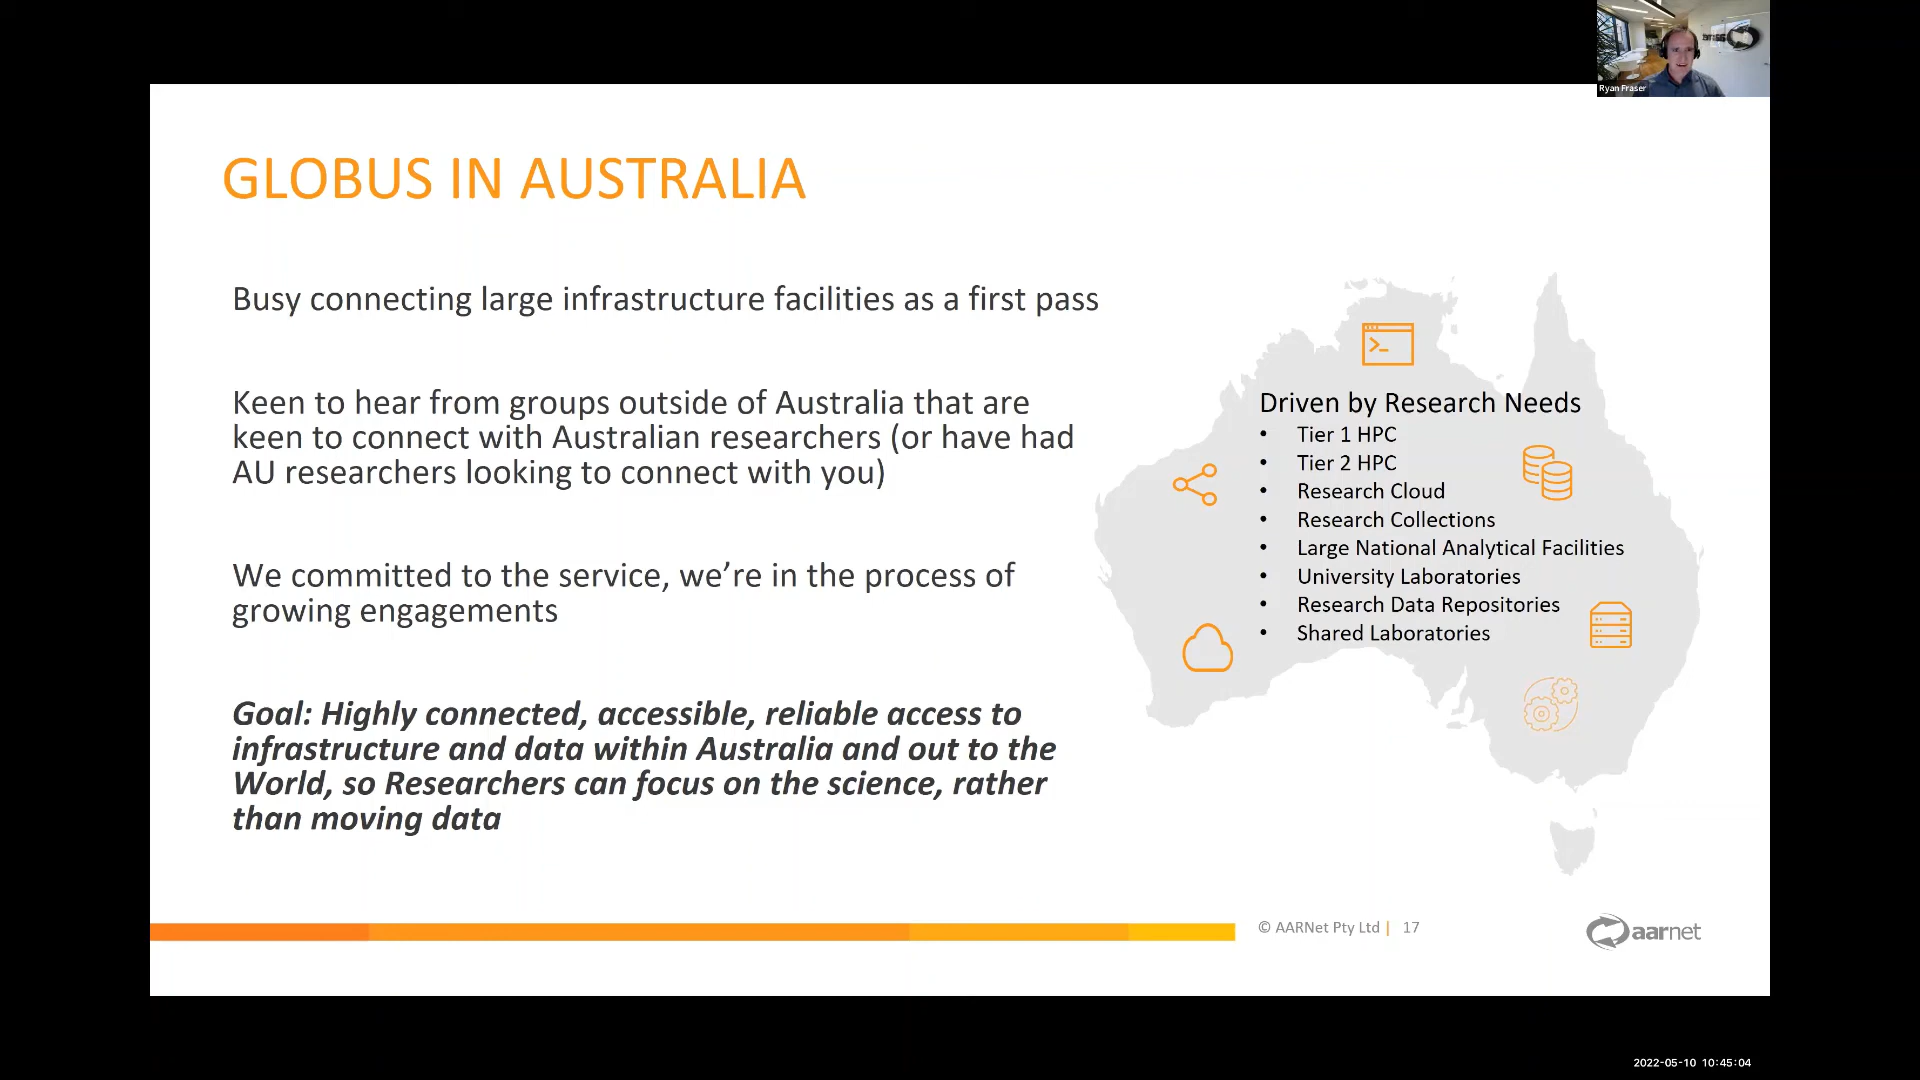 Ryan Fraser
GLOBUS IN AUSTRALIA
Busy connecting large infrastructure facilities as a first pass
Keen to hear from groups outside of Australia that are
keen to connect with Australian researchers (or have had
AU researchers looking to connect with you)
We committed to the service, we’re in the process of
growing engagements
Goal: Highly connected, accessible, reliable access to
infrastructure and data within Australia and out to the
World, so Researchers can focus on the science, rather
than moving data
Driven by Research Needs
• Tier 1 HPC
• Tier 2 HPC
• Research Cloud
• Research Collections
• Large National Analytical Facilities
• University Laboratories
• Research Data Repositories
• Shared Laboratories
© AARNet Pty Ltd | 17
aarnet
2022-05-10 10:45:04